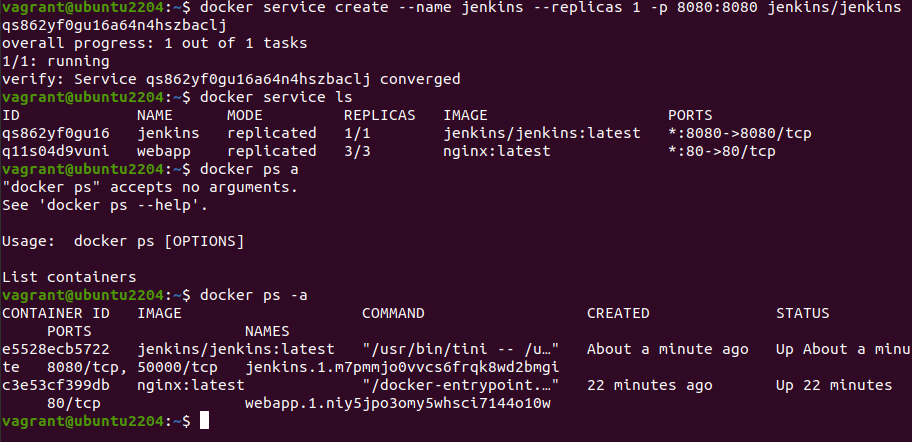 vagrant@ubuntu2204:~$ docker service create --name jenkins --replicas 1 -p 8080:8080 jenkins/jenkins
qs862yf0gu16a64n4hszbaclj
overall progress: 1 out of 1 tasks
1/1: running
verify: Service qs862yf0gu16a64n4hszbaclj converged
vagrant@ubuntu2204:~$ docker service ls
ID NAME MODE REPLICAS IMAGE PORTS
qs862yf0gu16 jenkins replicated 1/1 jenkins/jenkins:latest *:8080->8080/tcp
q11s04d9vuni webapp replicated 3/3 nginx:latest *:80->80/tcp
vagrant@ubuntu2204:~$ docker ps a
"docker ps" accepts no arguments.
See 'docker ps --help'.
Usage:  docker ps [OPTIONS]
List containers
vagrant@ubuntu2204:~$ docker ps -a
CONTAINER ID IMAGE COMMAND CREATED STATUS
PORTS NAMES
e5528ecb5722 jenkins/jenkins:latest "/usr/bin/tini -- /u…" About a minute ago Up About a minu
te 8080/tcp, 50000/tcp jenkins.1.m7pmmjo0vvcs6frqk8wd2bmgi
c3e53cf399db nginx:latest "/docker-entrypoint.…" 22 minutes ago Up 22 minutes
80/tcp webapp.1.niy5jpo3omy5whsci7144o10w
vagrant@ubuntu2204:~$